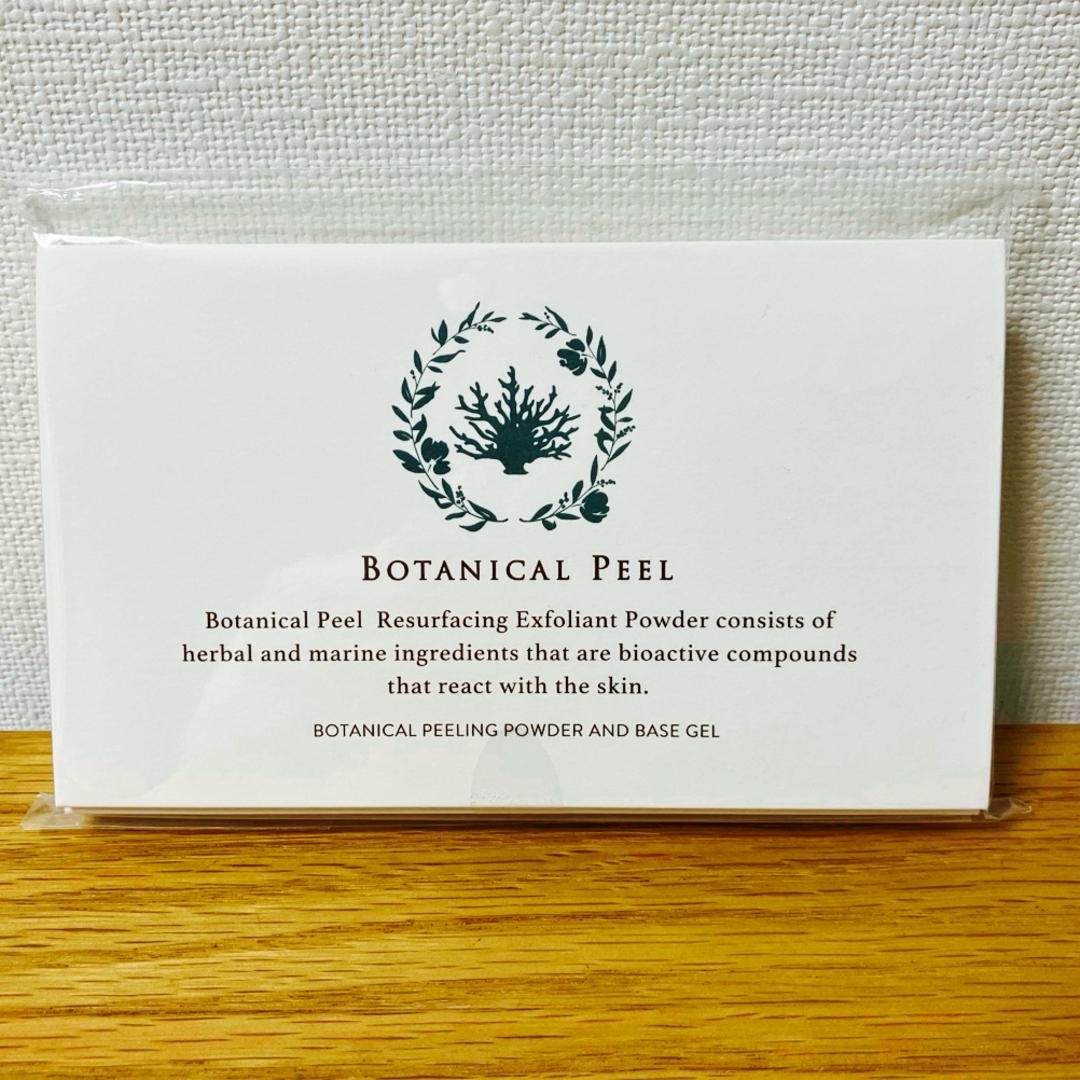 BOTANICAL PEEL
Botanical Peel Resurfacing Exfoliant Powder consists of
herbal and marine ingredients that are bioactive compounds
that react with the skin.
BOTANICAL PEELING POWDER AND BASE GEL